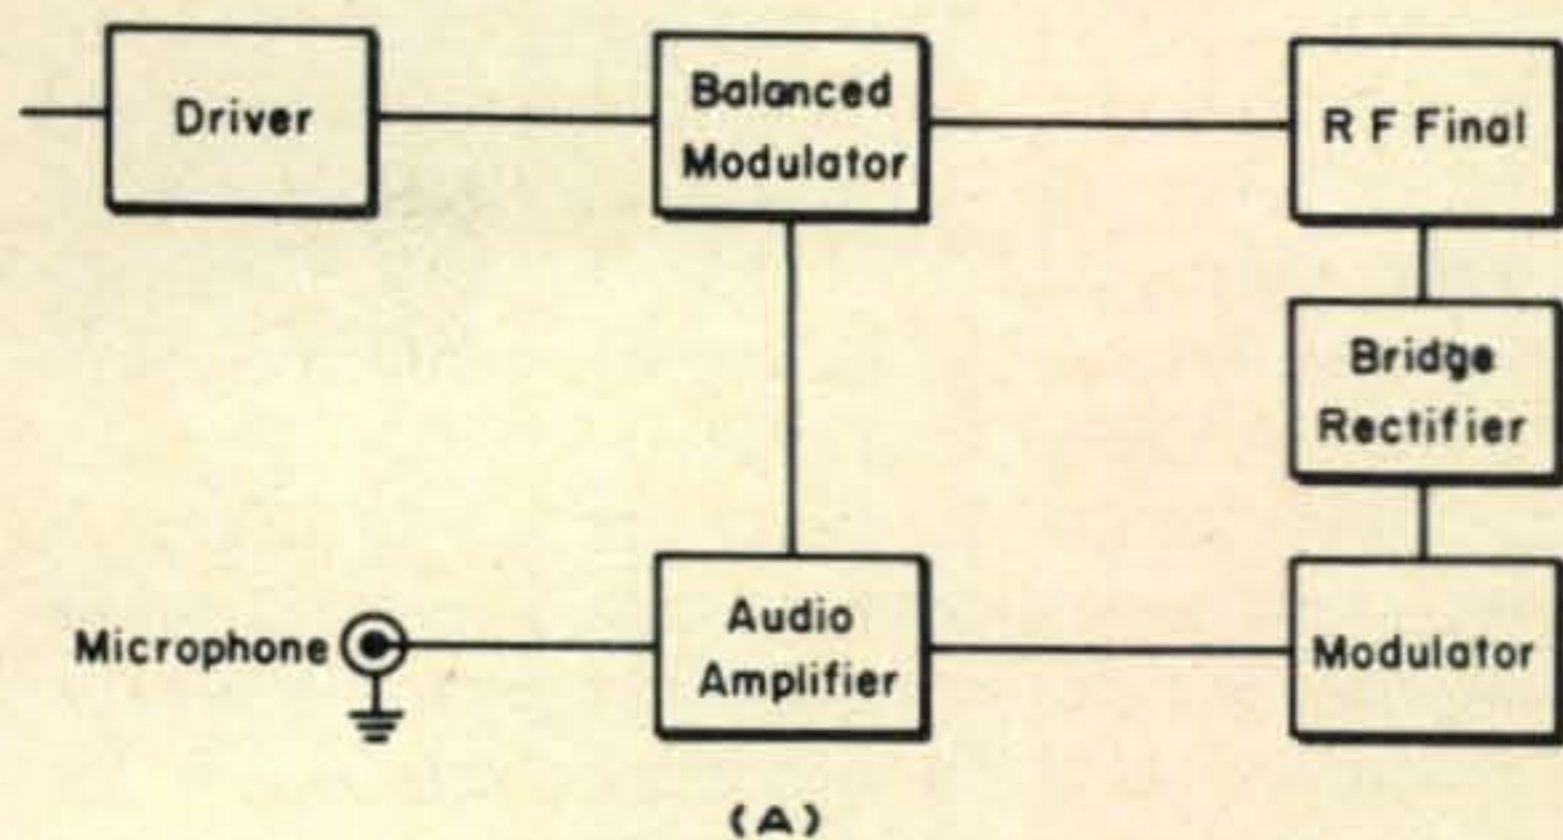 Driver
Balanced
Modulator
R F Final
Bridge
Rectifier
Microphone
Audio
Amplifier
Modulator
(A)